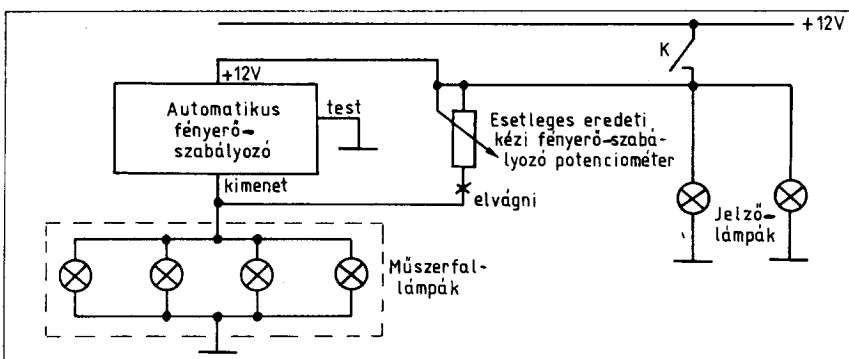 +12V
K
+12V
Automatikus
fényerő-
szabályozó
test
Esetleges eredeti
kézi fényerő-szabá-
lyozó potenciométer
kimenet
elvágni
Jelző-
lámpák
Műszerfal-
lámpák